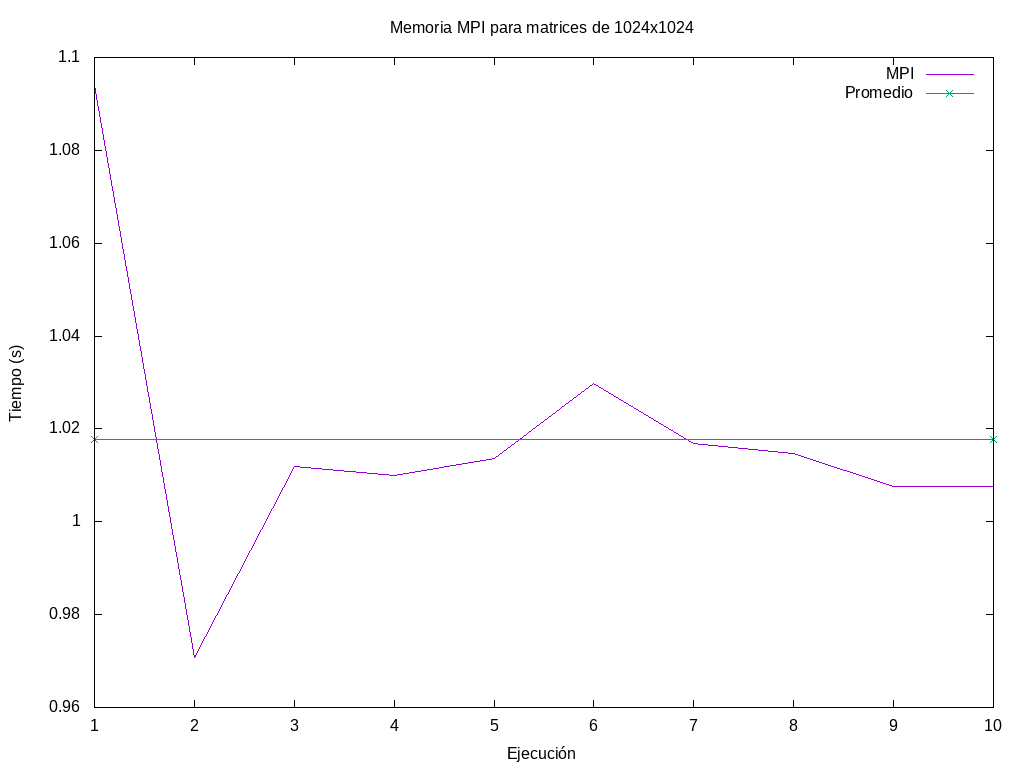 Memoria MPI para matrices de 1024x1024
MPI
Promedio
1.1
1.08
1.06
1.04
1.02
1
0.98
0.96
Tiempo (s)
1 2 3 4 5 6 7 8 9 10
Ejecución